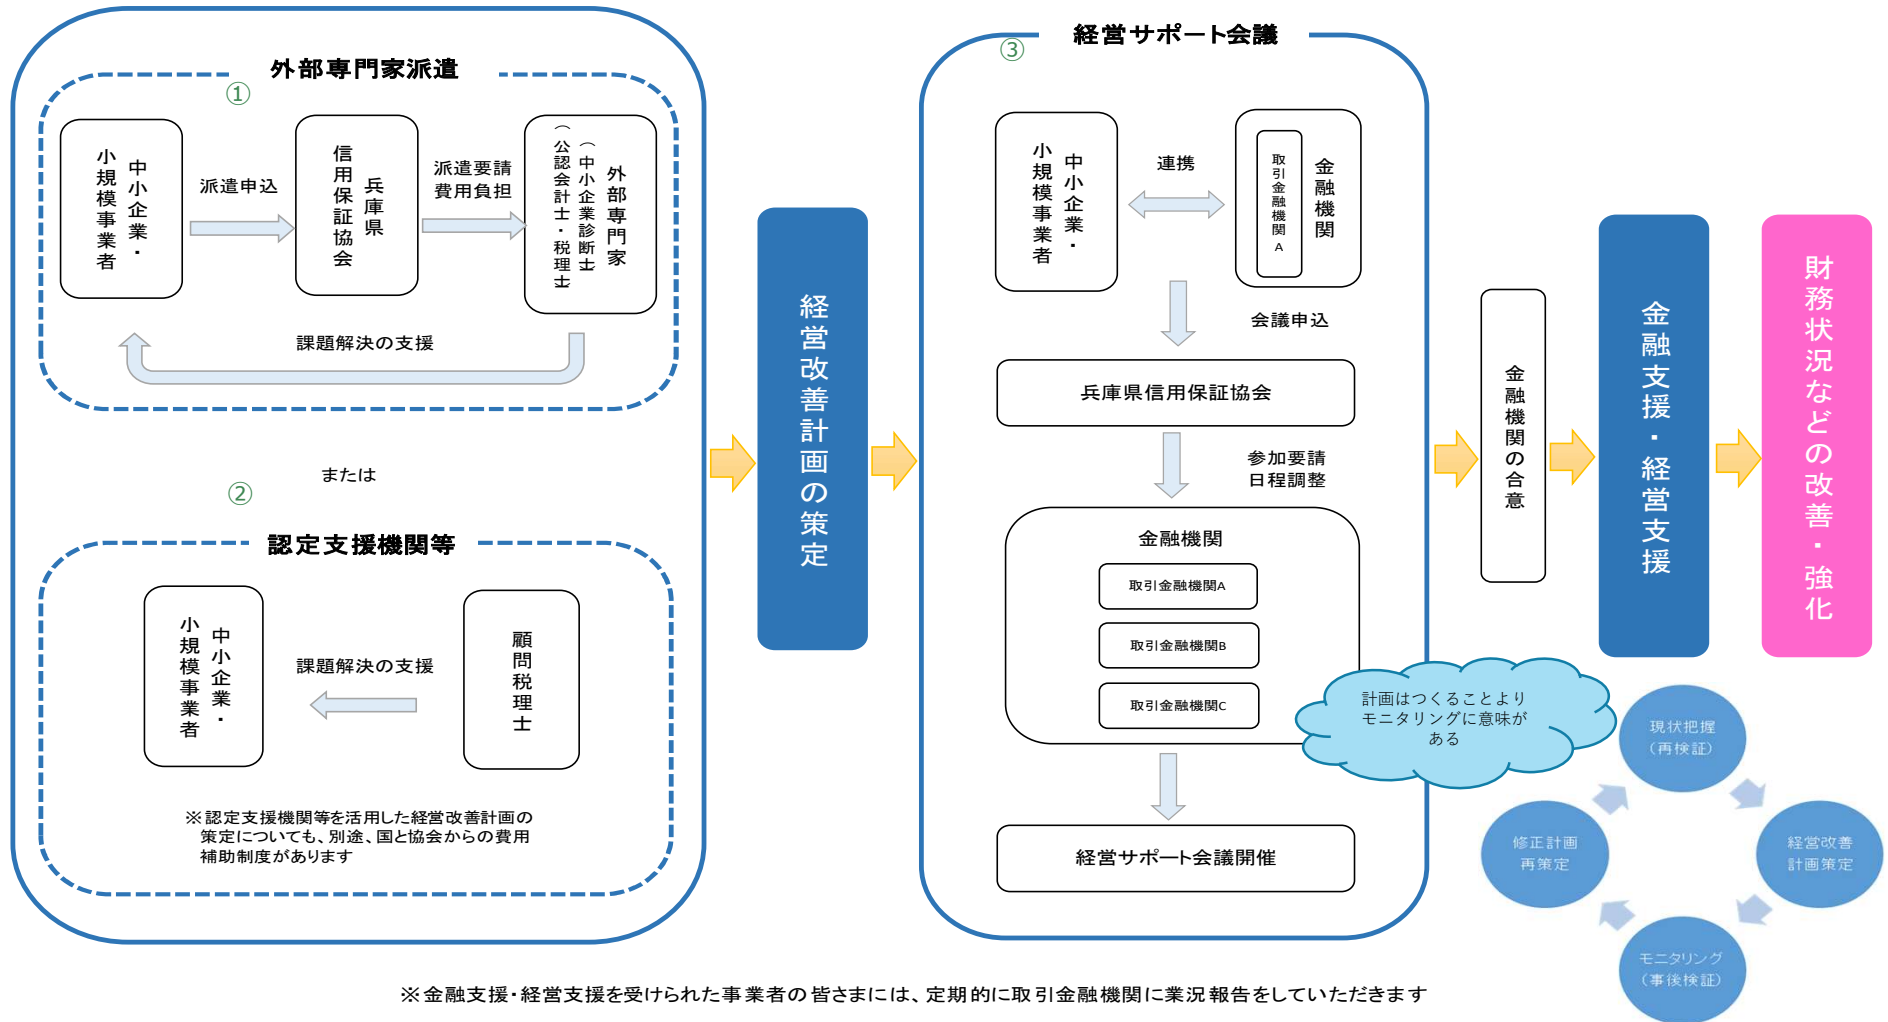 外部専門家派遣
①
中小企業・
小規模事業者
派遣申込
兵庫県
信用保証協会
派遣要請
費用負担
外部専門家
(中小企業診断士)
(公認会計士・税理士)
課題解決の支援
または
②
認定支援機関等
中小企業・
小規模事業者
課題解決の支援
顧問税理士
※認定支援機関等を活用した経営改善計画の
策定についても、別途、国と協会からの費用
補助制度があります
経営改善計画の策定
経営サポート会議
③
中小企業・
小規模事業者
連携
金融機関
取引金融機関A
会議申込
兵庫県信用保証協会
参加要請
日程調整
金融機関
取引金融機関A
取引金融機関B
取引金融機関C
経営サポート会議開催
金融機関の合意
金融支援・経営支援
財務状況などの改善・強化
計画はつくることより
モニタリングに意味が
ある
現状把握
(再検証)
経営改善
計画策定
モニタリング
(事後検証)
修正計画
再策定
※金融支援・経営支援を受けられた事業者の皆さまには、定期的に取引金融機関に業況報告をしていただきます